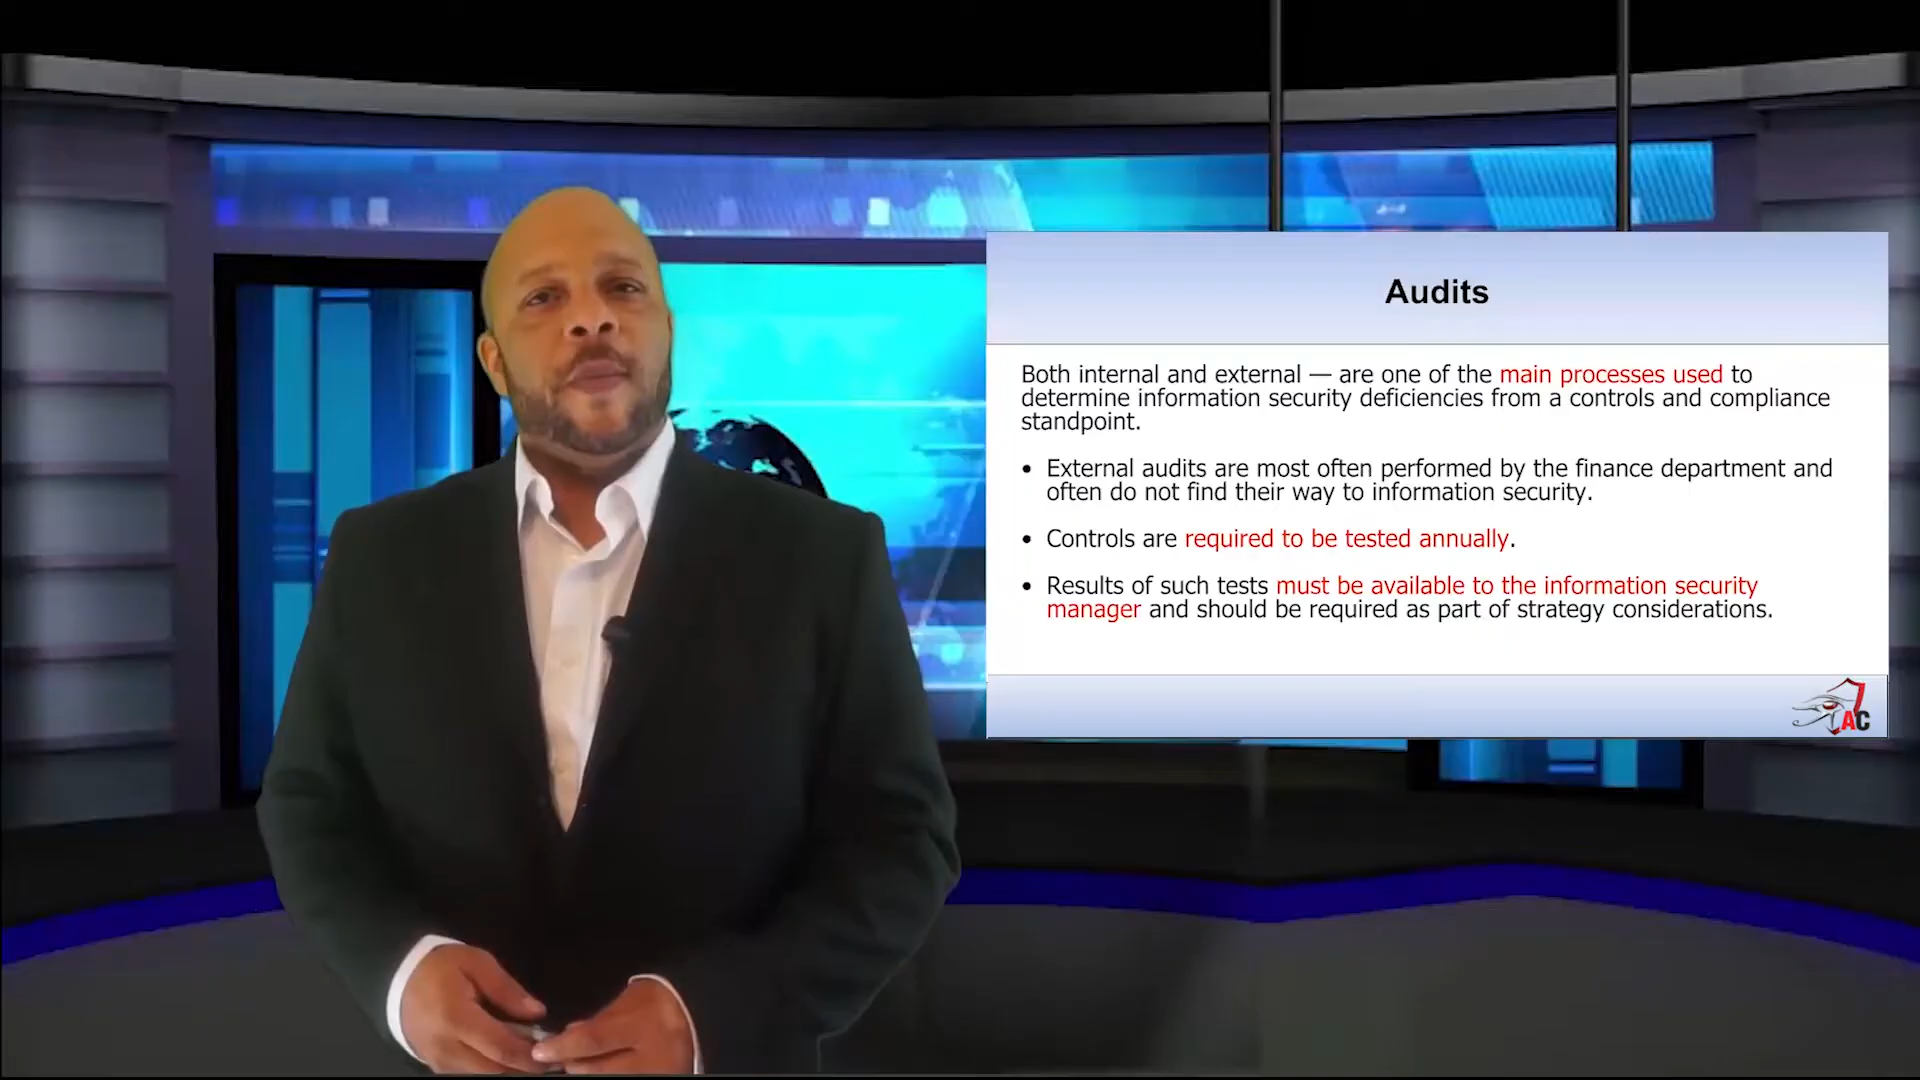 Audits
Both internal and external — are one of the main processes used to
determine information security deficiencies from a controls and compliance
standpoint.
• External audits are most often performed by the finance department and
often do not find their way to information security.
• Controls are required to be tested annually.
• Results of such tests must be available to the information security
manager and should be required as part of strategy considerations.
AC